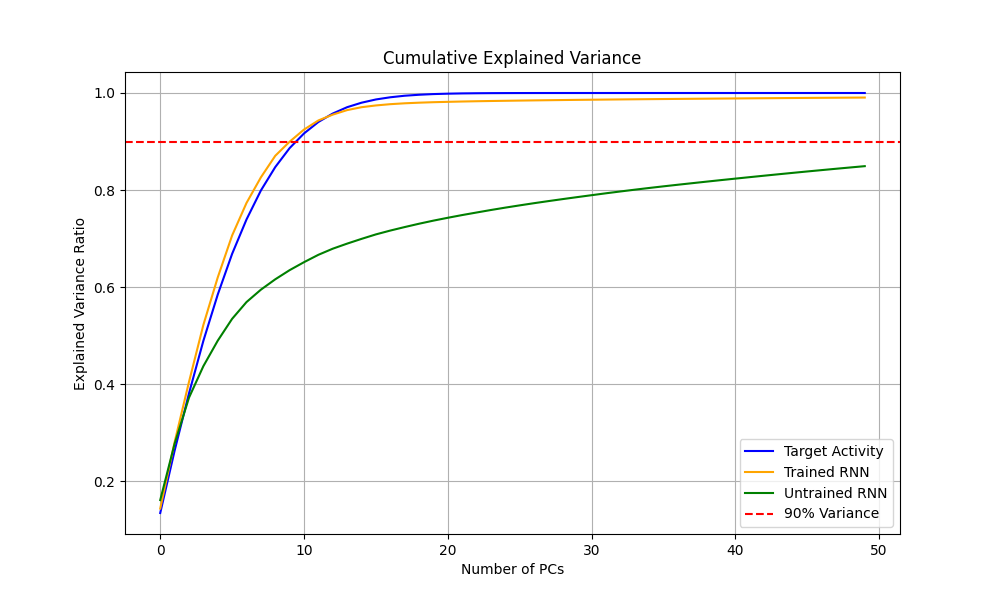 Cumulative Explained Variance
Explained Variance Ratio
1.0
0.8
0.6
0.4
0.2
Target Activity
Trained RNN
Untrained RNN
90% Variance
0 10 20 30 40 50
Number of PCs